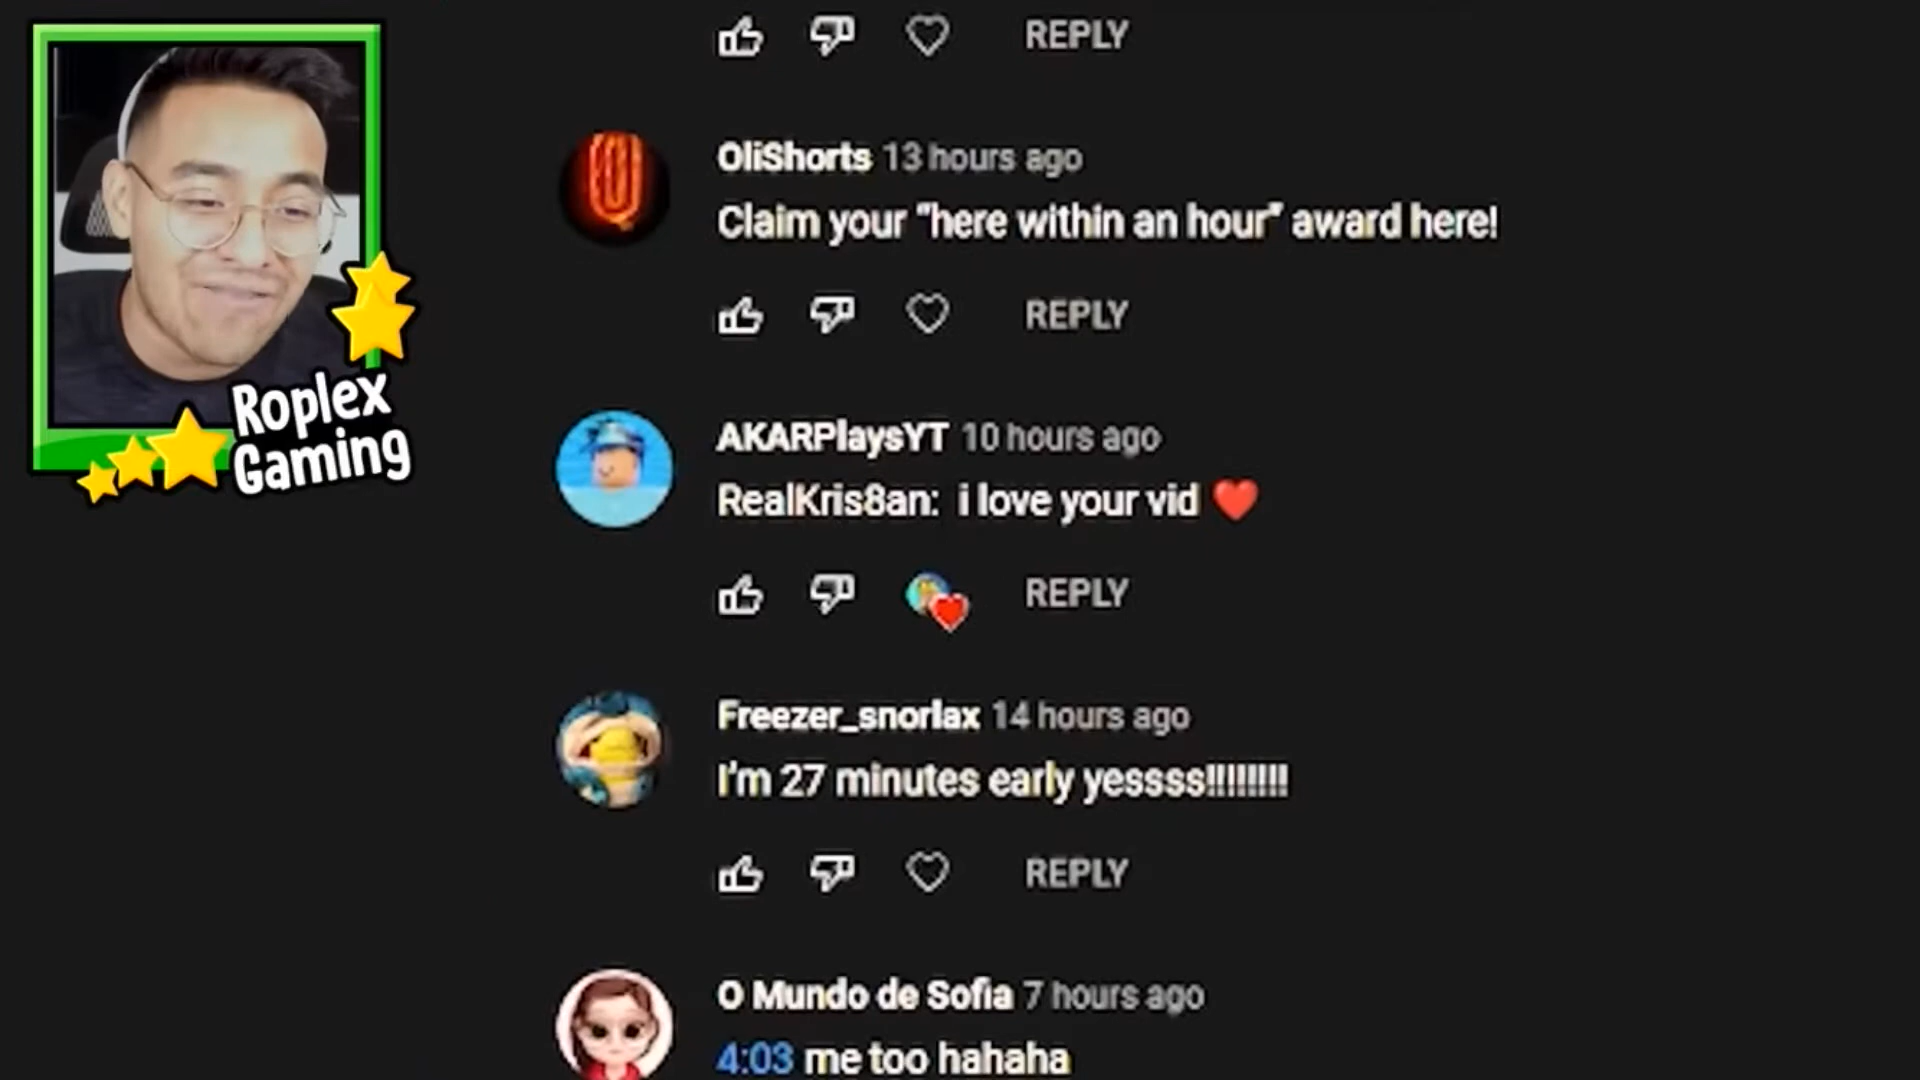 REPLY
OliShorts 13 hours ago
Claim your "here within an hour" award here!
REPLY
Roplex
Gaming
AKARPlaysYT 10 hours ago
RealKris8an: i love your vid ❤️
REPLY
Freezer_snorlax 14 hours ago
I'm 27 minutes early yessss!!!!!!!!!
REPLY
O Mundo de Sofia 7 hours ago
4:03 me too hahaha